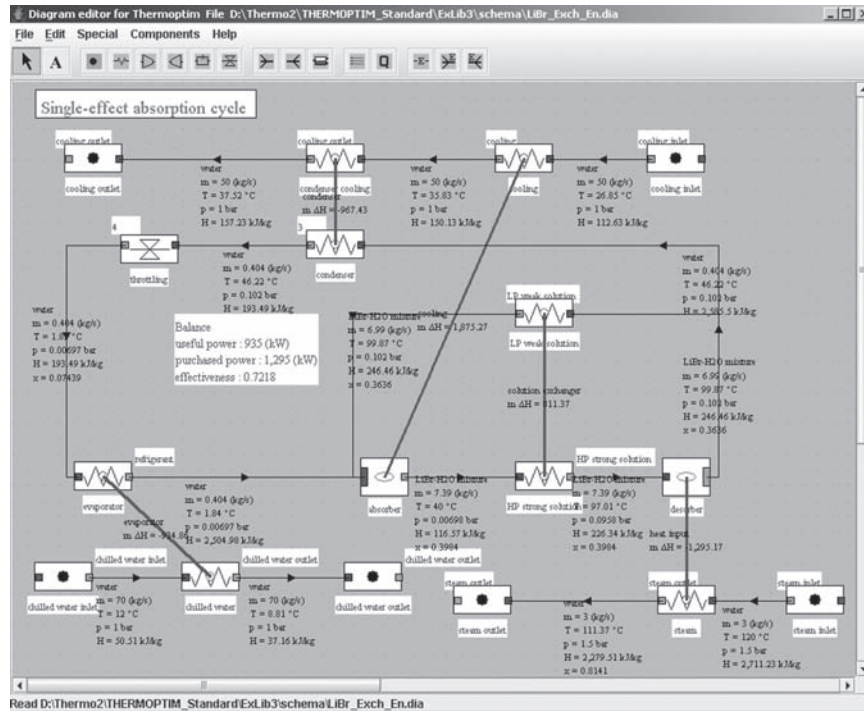 Diagram editor for Thermoptim File D:\Thermo2\THERMOPTIM_Standard\ExLib3\schema\LiBr_Exch_En.dia
File Edit Special Components Help
A
Q
Single-effect absorption cycle
cooling outlet
cooling
cooling inlet
cooling outlet
condenser cooling
cooling
cooling inlet
water
m = 50 (kg/s)
T = 37.52 °C
p = 1 bar
H = 157.23 kJ/kg
condenser
m ΔH = -967.43
water
m = 50 (kg/s)
T = 35.83 °C
p = 1 bar
H = 150.13 kJ/kg
water
m = 50 (kg/s)
T = 26.85 °C
p = 1 bar
H = 112.63 kJ/kg
4
throttling
3
condenser
water
m = 0.404 (kg/s)
T = 46.22 °C
p = 0.102 bar
H = 193.49 kJ/kg
water
m = 0.404 (kg/s)
p = 0.00697 bar
H = 193.49 kJ/kg
x = 0.07439
Balance
useful power : 935 (kW)
purchased power : 1,295 (kW)
effectiveness : 0.7218
LiBr-H2O mixture
m = 6.99 (kg/s)
T = 99.87 °C
p = 0.102 bar
H = 246.46 kJ/kg
x = 0.3636
cooling
m ΔH = -1,875.27
LP weak solution
LP weak solution
water
m = 0.404 (kg/s)
T = 46.22 °C
p = 0.102 bar
H = 2,585.5 kJ/kg
LiBr-H2O mixture
m = 6.99 (kg/s)
T = 99.87 °C
p = 0.102 bar
H = 246.46 kJ/kg
x = 0.3636
solution exchanger
m ΔH = 811.37
refrigerant
evaporator
water
m = 0.404 (kg/s)
T = 1.84 °C
p = 0.00697 bar
H = 2,504.98 kJ/kg
evaporator
m ΔH = -934.86
absorber
LiBr-H2O mixture
m = 7.39 (kg/s)
T = 40 °C
p = 0.00698 bar
H = 116.57 kJ/kg
x = 0.3984
HP strong solution
HP strong solution
LiBr-H2O mixture
m = 7.39 (kg/s)
T = 97.01 °C
p = 0.0958 bar
H = 226.34 kJ/kg
x = 0.3984
desorber
heat input
m ΔH = -1,295.17
chilled water inlet
chilled water outlet
chilled water outlet
chilled water inlet
chilled water
chilled water outlet
water
m = 70 (kg/s)
T = 12 °C
p = 1 bar
H = 50.51 kJ/kg
water
m = 70 (kg/s)
T = 8.81 °C
p = 1 bar
H = 37.16 kJ/kg
steam outlet
steam outlet
steam inlet
steam outlet
steam
steam inlet
water
m = 3 (kg/s)
T = 111.37 °C
p = 1.5 bar
H = 2,279.51 kJ/kg
x = 0.8141
water
m = 3 (kg/s)
T = 120 °C
p = 1.5 bar
H = 2,711.23 kJ/kg
Read D:\Thermo2\THERMOPTIM_Standard\ExLib3\schema\LiBr_Exch_En.dia